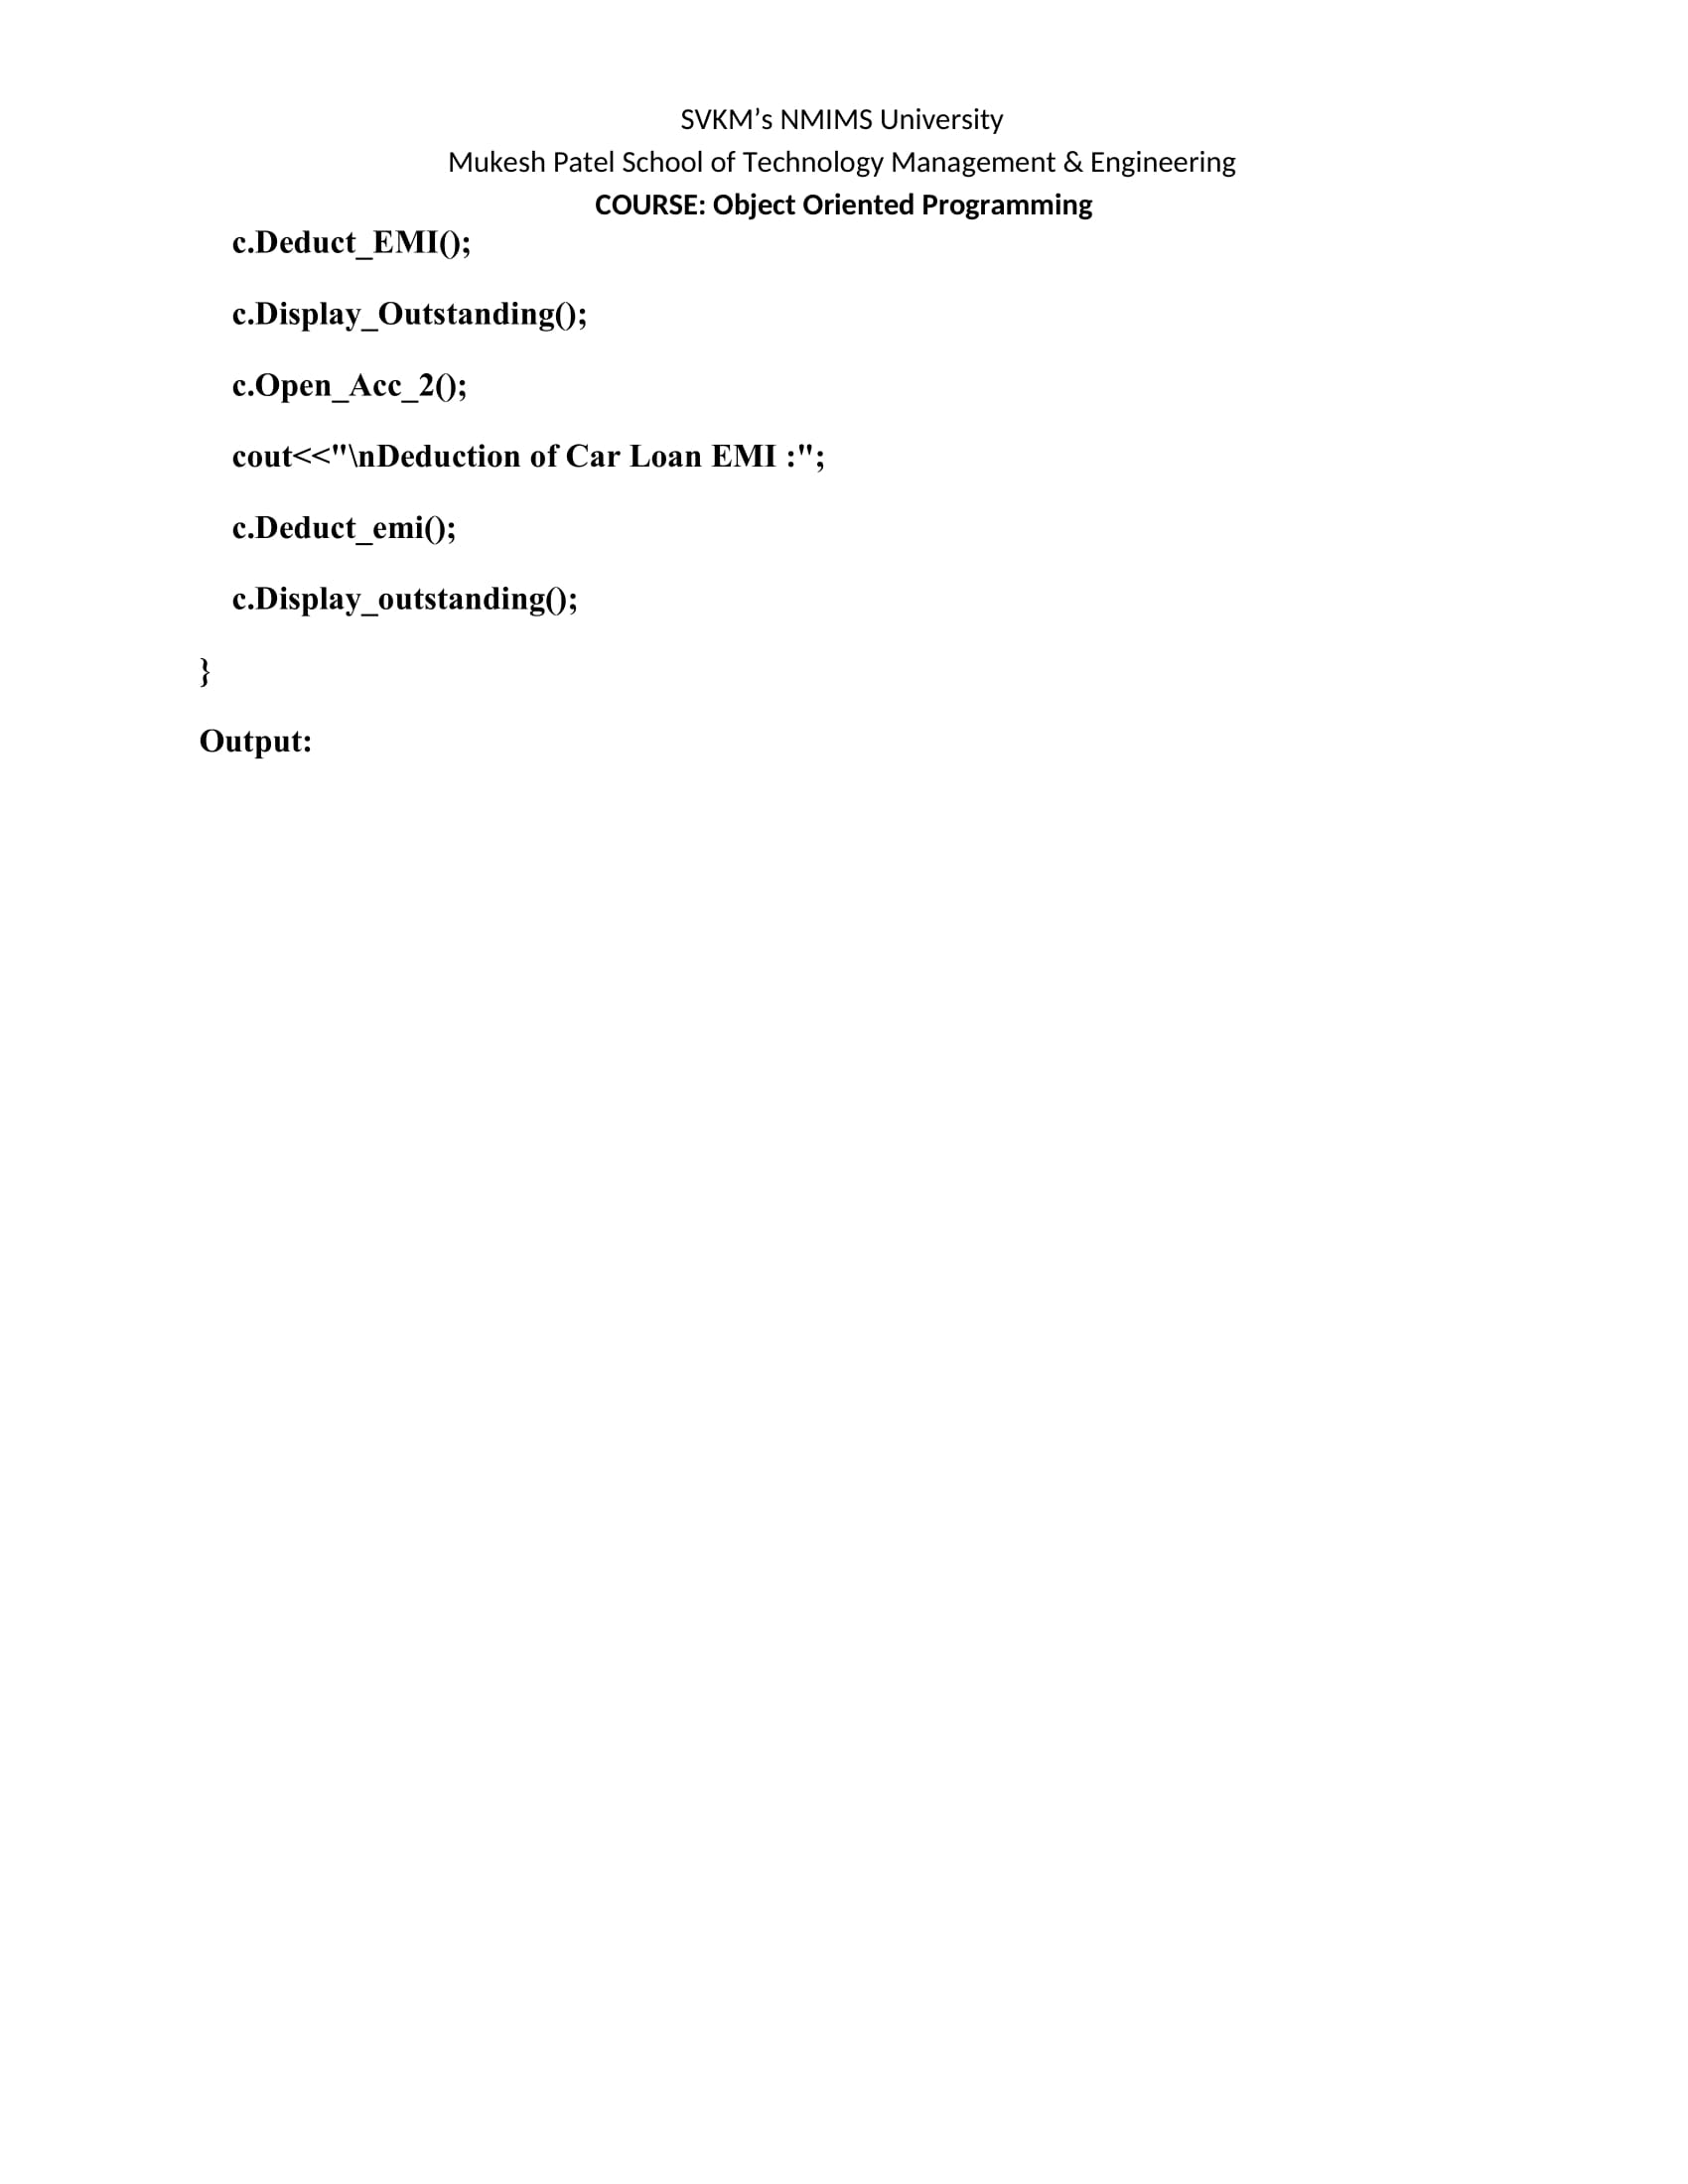 SVKM’s NMIMS University
Mukesh Patel School of Technology Management & Engineering
COURSE: Object Oriented Programming
c.Deduct_EMI();
c.Display_Outstanding();
c.Open_Acc_2();
cout<<"\nDeduction of Car Loan EMI :";
c.Deduct_emi();
c.Display_outstanding();
}
Output: